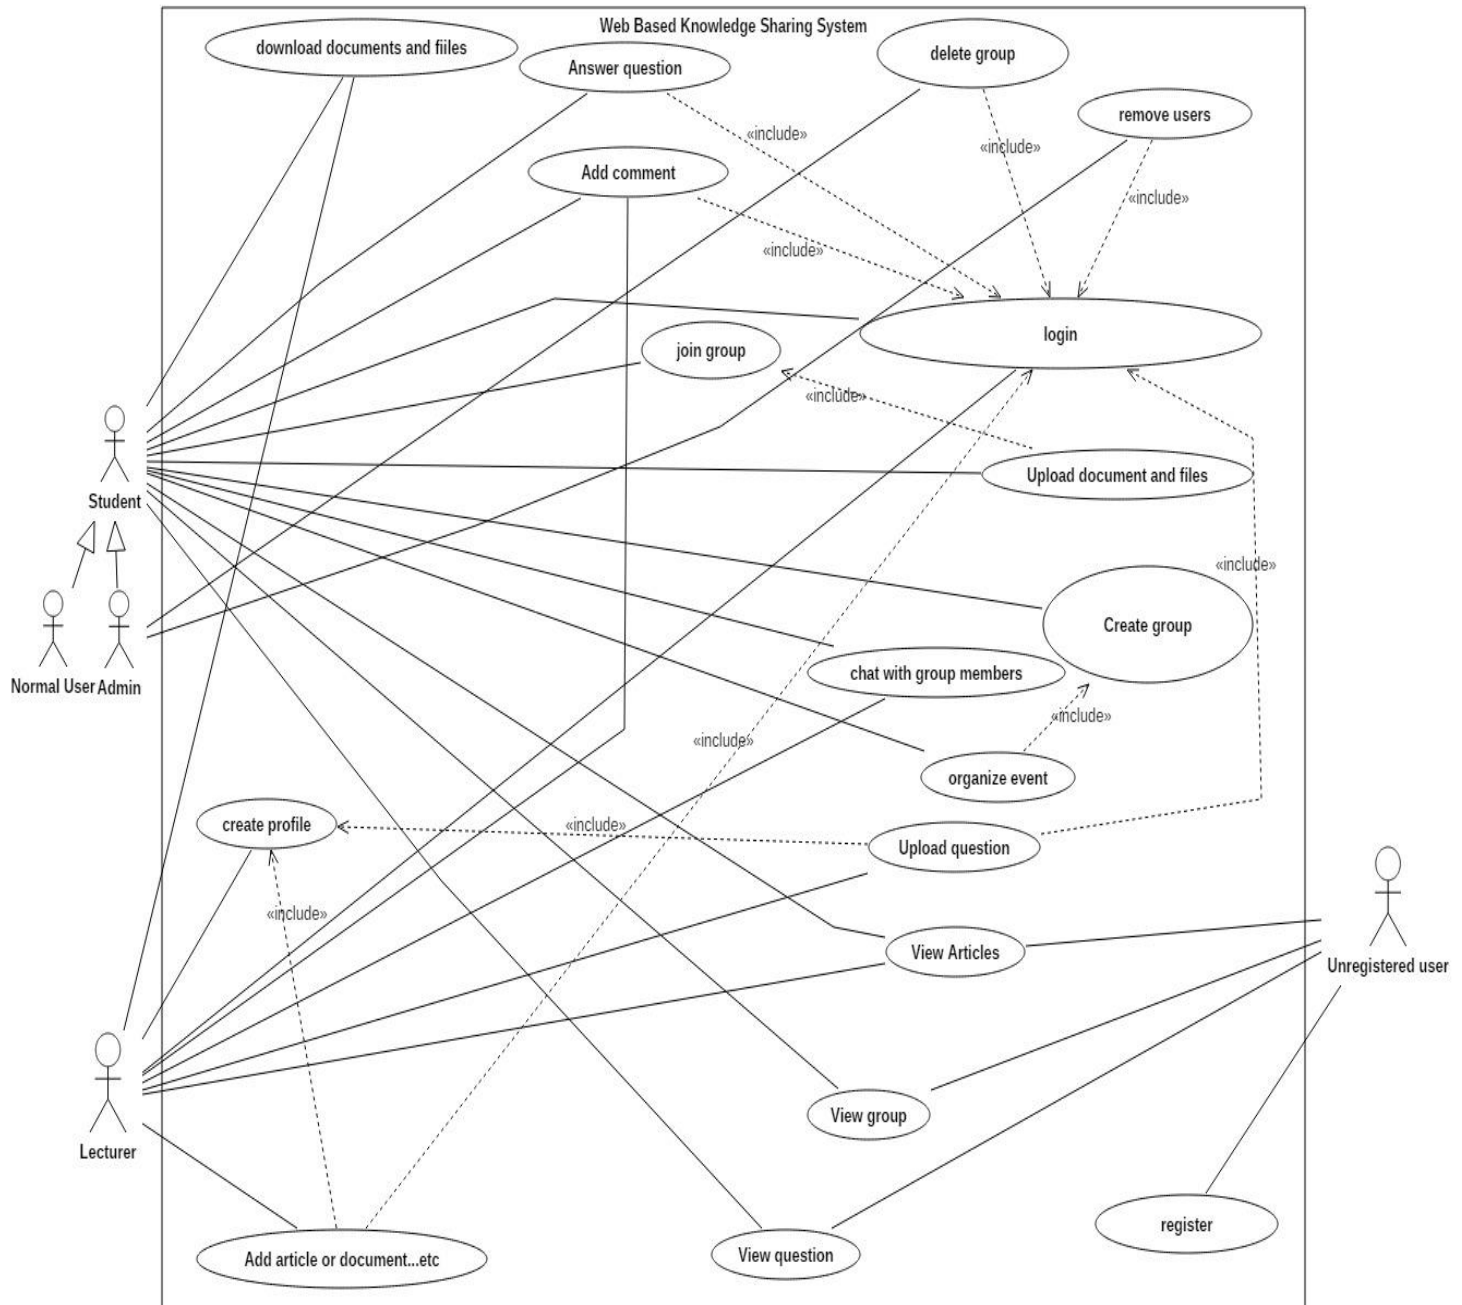 Web Based Knowledge Sharing System
download documents and fiiles
Answer question
delete group
remove users
«include»
«include»
Add comment
«include»
«include»
login
join group
«include»
Student
Upload document and files
«include»
Create group
Normal User
Admin
chat with group members
«include»
«include»
organize event
create profile
«include»
Upload question
«include»
View Articles
Unregistered user
View group
Lecturer
register
Add article or document...etc
View question